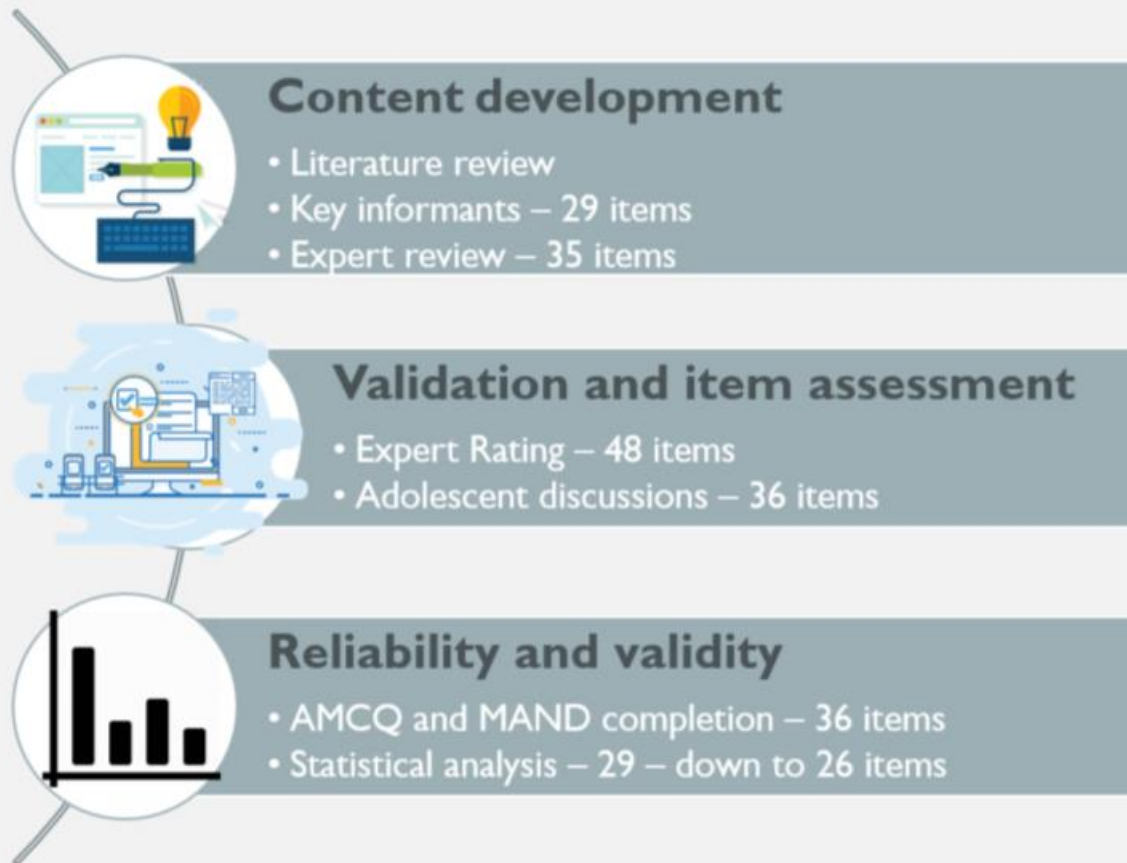 Content development
• Literature review
• Key informants – 29 items
• Expert review – 35 items
Validation and item assessment
• Expert Rating – 48 items
• Adolescent discussions – 36 items
Reliability and validity
• AMCQ and MAND completion – 36 items
• Statistical analysis – 29 – down to 26 items